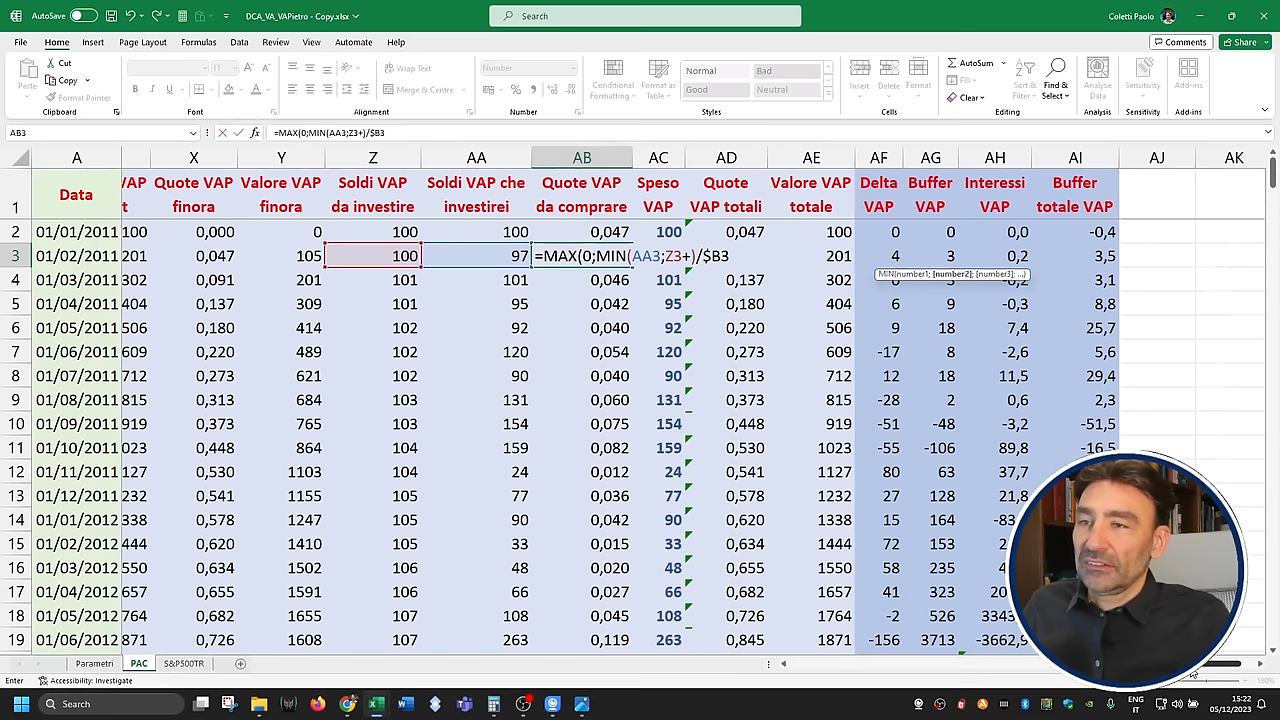 AutoSave
DCA_VA_VAPietro - Copy.xlsx
Search
Coletti Paolo
File Home Insert Page Layout Formulas Data Review View Automate Help
Comments Share
Cut
Copy
Format Painter
Paste
Clipboard
Font
Wrap Text
Merge & Centre
Alignment
Number
Number
Conditional Formatting
Format as Table
Normal Bad
Good Neutral
Styles
Insert Delete Format
Cells
AutoSum
Fill
Clear
Sort & Filter
Find & Select
Editing
Analyse Data
Analysis
Sensitivity
Sensitivity
Add-ins
Add-ins
AB3 =MAX(0;MIN(AA3;Z3+)/$B3
A X Y Z AA AB AC AD AE AF AG AH AI AJ AK
1 Data VAP t Quote VAP finora Valore VAP finora Soldi VAP da investire Soldi VAP che investirei Quote VAP da comprare Speso VAP Quote VAP totali Valore VAP totale Delta VAP Buffer VAP Interessi VAP Buffer totale VAP
2 01/01/2011 100 0,000 0 100 100 0,047 100 0,047 100 0 0 0,0 -0,4
3 01/02/2011 201 0,047 105 100 97 =MAX(0;MIN(AA3;Z3+)/$B3 201 4 3 0,2 3,5
MIN(number1; [number2]; [number3]; ...)
4 01/03/2011 302 0,091 201 101 101 0,046 101 0,137 302 3,1
5 01/04/2011 404 0,137 309 101 95 0,042 95 0,180 404 6 9 -0,3 8,8
6 01/05/2011 506 0,180 414 102 92 0,040 92 0,220 506 9 18 7,4 25,7
7 01/06/2011 609 0,220 489 102 120 0,054 120 0,273 609 -17 8 -2,6 5,6
8 01/07/2011 712 0,273 621 102 90 0,040 90 0,313 712 12 18 11,5 29,4
9 01/08/2011 815 0,313 684 103 131 0,060 131 0,373 815 -28 2 0,6 2,3
10 01/09/2011 919 0,373 765 103 154 0,075 154 0,448 919 -51 -48 -3,2 -51,5
11 01/10/2011 023 0,448 864 104 159 0,082 159 0,530 1023 -55 -106 89,8 -16,5
12 01/11/2011 127 0,530 1103 104 24 0,012 24 0,541 1127 80 63 37,7
13 01/12/2011 232 0,541 1155 105 77 0,036 77 0,578 1232 27 128 21,8
14 01/01/2012 338 0,578 1247 105 90 0,042 90 0,620 1338 15 164 -83
15 01/02/2012 444 0,620 1410 105 33 0,015 33 0,634 1444 72 153
16 01/03/2012 550 0,634 1502 106 48 0,020 48 0,655 1550 58 235
17 01/04/2012 657 0,655 1591 106 66 0,027 66 0,682 1657 41 323 20
18 01/05/2012 764 0,682 1655 107 108 0,045 108 0,726 1764 -2 526 3343
19 01/06/2012 871 0,726 1608 107 263 0,119 263 0,845 1871 -156 3713 -3662,9
Parametri PAC S&P500TR
Enter Accessibility: Investigate
180%
Search
ENG IT
15:22
05/12/2023